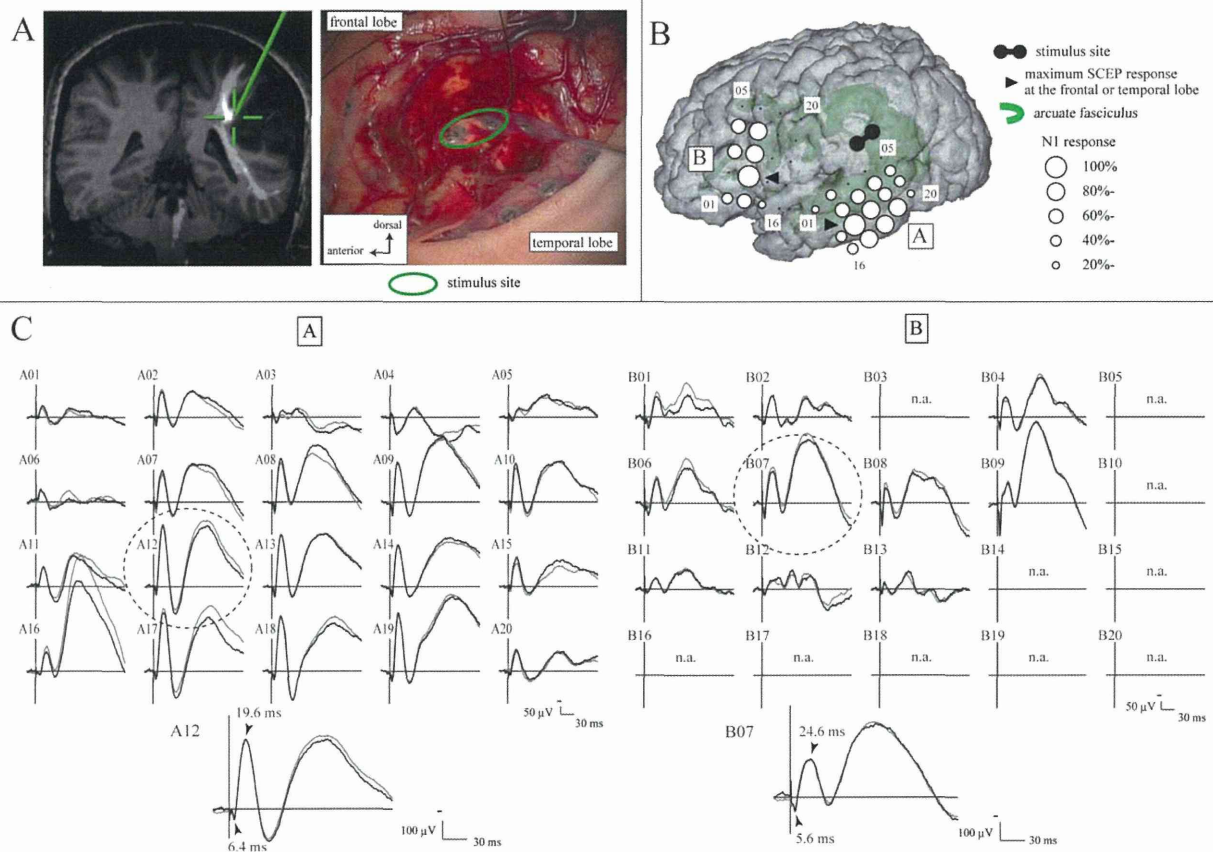 A
frontal lobe
dorsal
anterior
temporal lobe
stimulus site
B
05
20
05
B
01
16
01
20
A
16
stimulus site
maximum SCEP response
at the frontal or temporal lobe
arcuate fasciculus
N1 response
100%
80%-
60%-
40%-
20%-
C
A
A01 A02 A03 A04 A05
A06 A07 A08 A09 A10
A11 A12 A13 A14 A15
A16 A17 A18 A19 A20
50 µV
30 ms
A12
19.6 ms
6.4 ms
100 µV
30 ms
B
B01 B02 B03 B04 B05
n.a. n.a.
B06 B07 B08 B09 B10
n.a.
B11 B12 B13 B14 B15
n.a. n.a.
B16 B17 B18 B19 B20
n.a. n.a. n.a. n.a. n.a.
50 µV
30 ms
B07
24.6 ms
5.6 ms
100 µV
30 ms